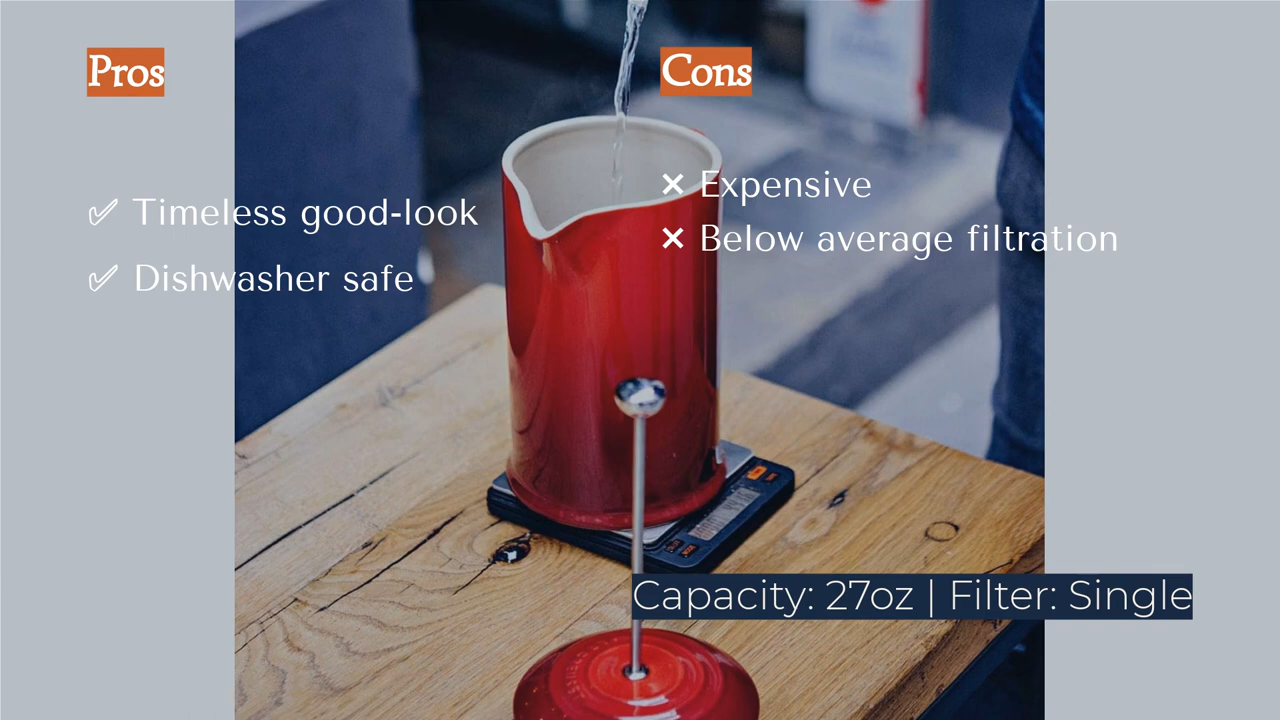 Pros
✅ Timeless good-look
✅ Dishwasher safe
Cons
✕ Expensive
✕ Below average filtration
Capacity: 27oz | Filter: Single